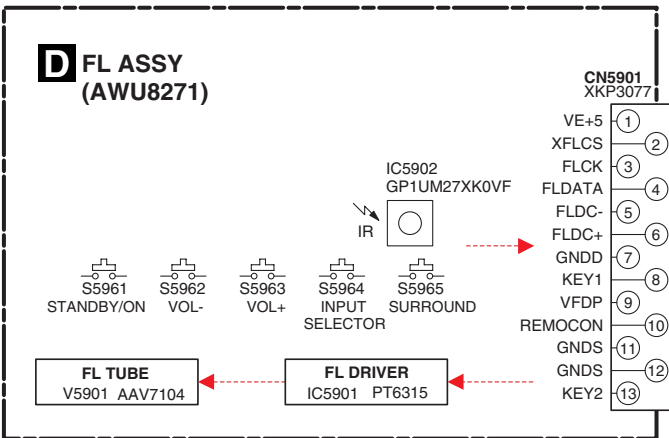 D FL ASSY
(AWU8271)
CN5901
XKP3077
VE+5 1
XFLCS 2
FLCK 3
FLDATA 4
FLDC- 5
FLDC+ 6
GNDD 7
KEY1 8
VFDP 9
REMOCON 10
GNDS 11
GNDS 12
KEY2 13
IC5902
GP1UM27XK0VF
IR
S5961
STANDBY/ON
S5962
VOL-
S5963
VOL+
S5964
INPUT
SELECTOR
S5965
SURROUND
FL TUBE
V5901 AAV7104
FL DRIVER
IC5901 PT6315